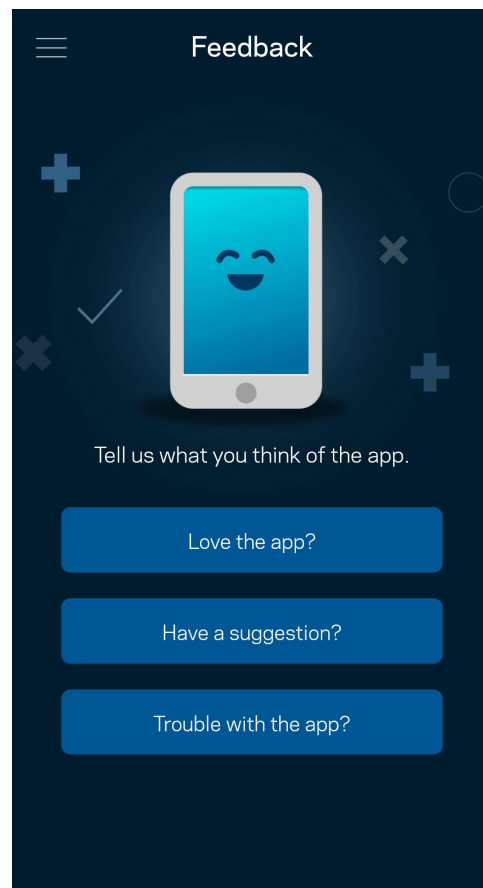 Feedback
Tell us what you think of the app.
Love the app?
Have a suggestion?
Trouble with the app?